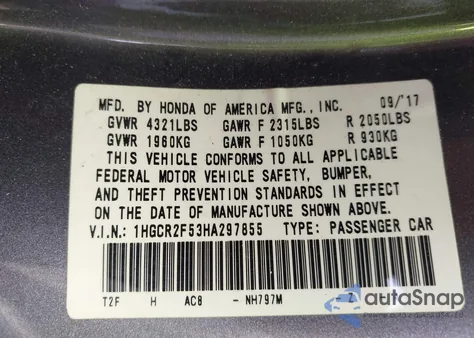 MFD. BY HONDA OF AMERICA MFG., INC. 09/'17
GVWR 4321LBS GAWR F 2315LBS R 2050LBS
GVWR 1960KG GAWR F 1050KG R 930KG
THIS VEHICLE CONFORMS TO ALL APPLICABLE
FEDERAL MOTOR VEHICLE SAFETY, BUMPER,
AND THEFT PREVENTION STANDARDS IN EFFECT
ON THE DATE OF MANUFACTURE SHOWN ABOVE.
V.I.N.: 1HGCR2F53HA297855 TYPE: PASSENGER CAR
T2F H AC8 - NH797M - 2
autoSnap